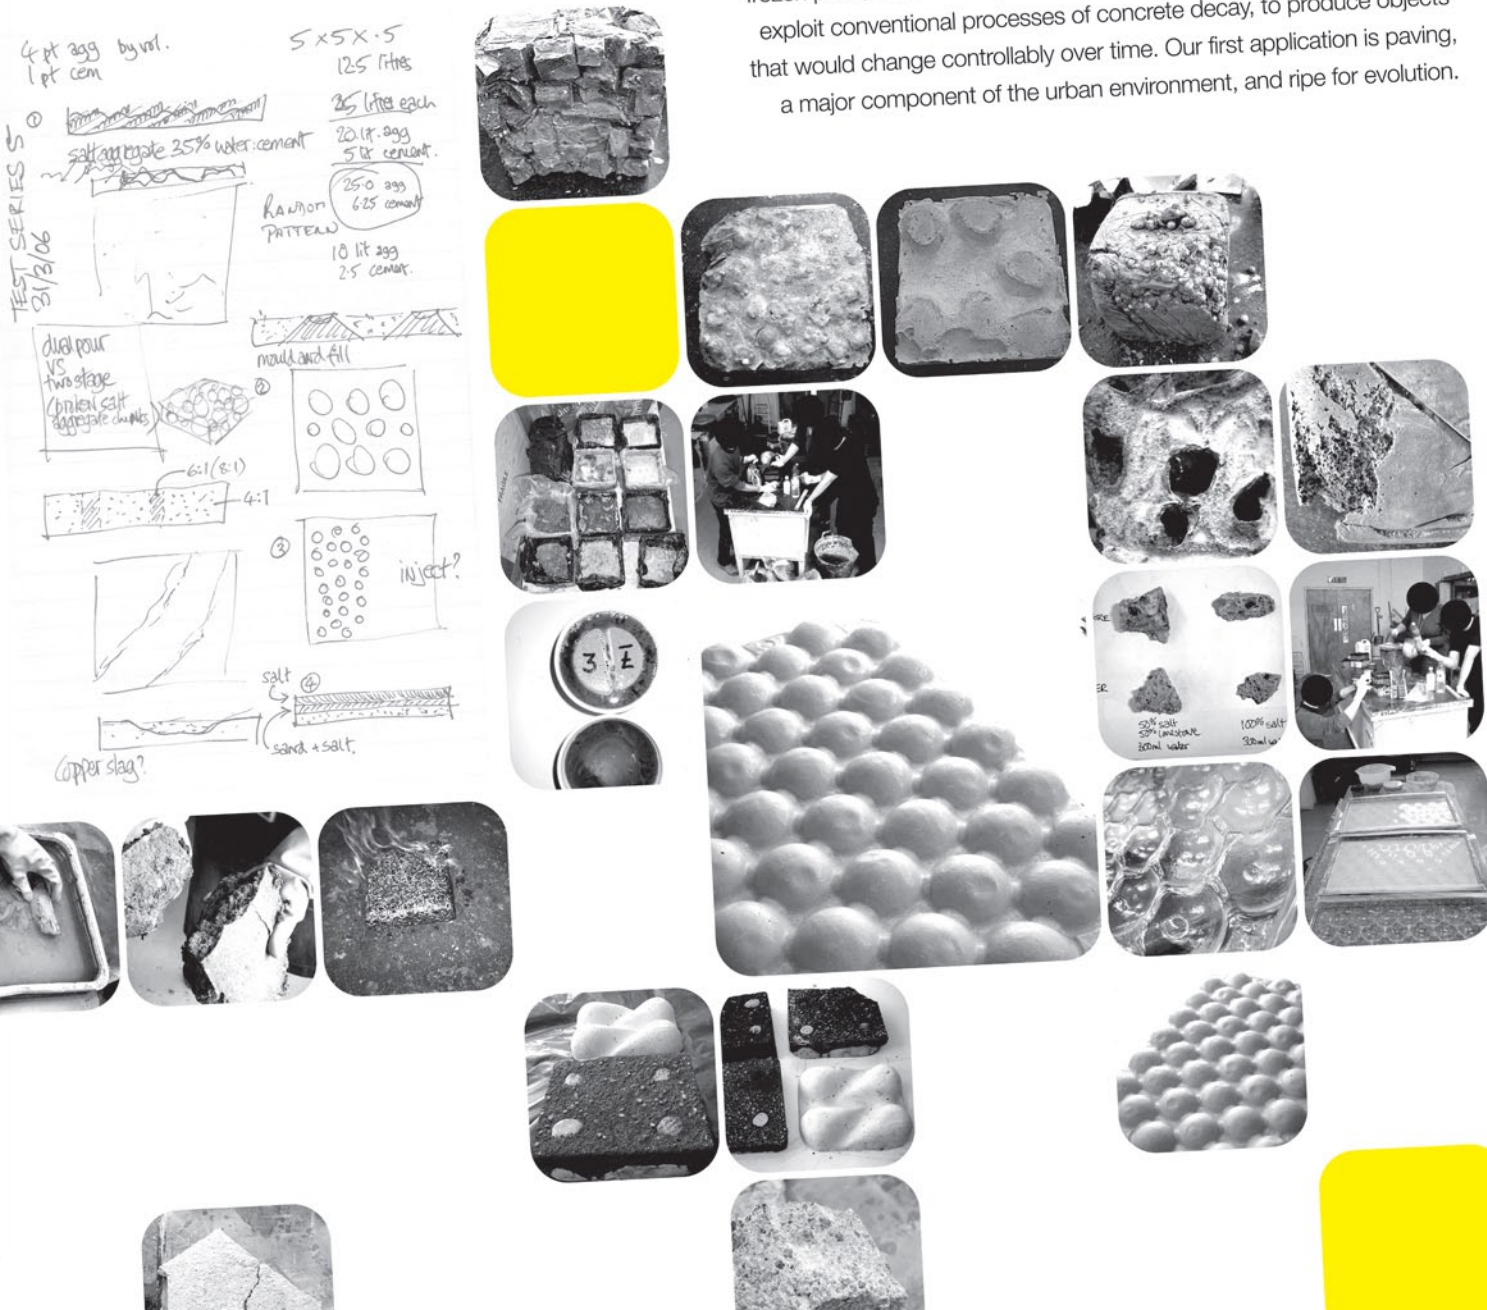 exploit conventional processes of concrete decay, to produce objects
that would change controllably over time. Our first application is paving,
a major component of the urban environment, and ripe for evolution.
4 pt agg by vol.
1 pt cem
5 x 5 x .5
12.5 litres
TEST SERIES 5
31/3/06
①
salt aggregate 35% water:cement
25 litres each
20 lit. agg
5 lit cement.
25.0 agg
6.25 cement
RANDOM
PATTERN
10 lit agg
2.5 cement.
dual pour
vs
two stage
(broken salt
aggregate chunks)
mould and fill
②
6:1 (8:1)
4:1
③
inject?
salt
④
sand + salt.
copper slag?
3
50% salt
50% limestone
300ml water
100% salt
300ml